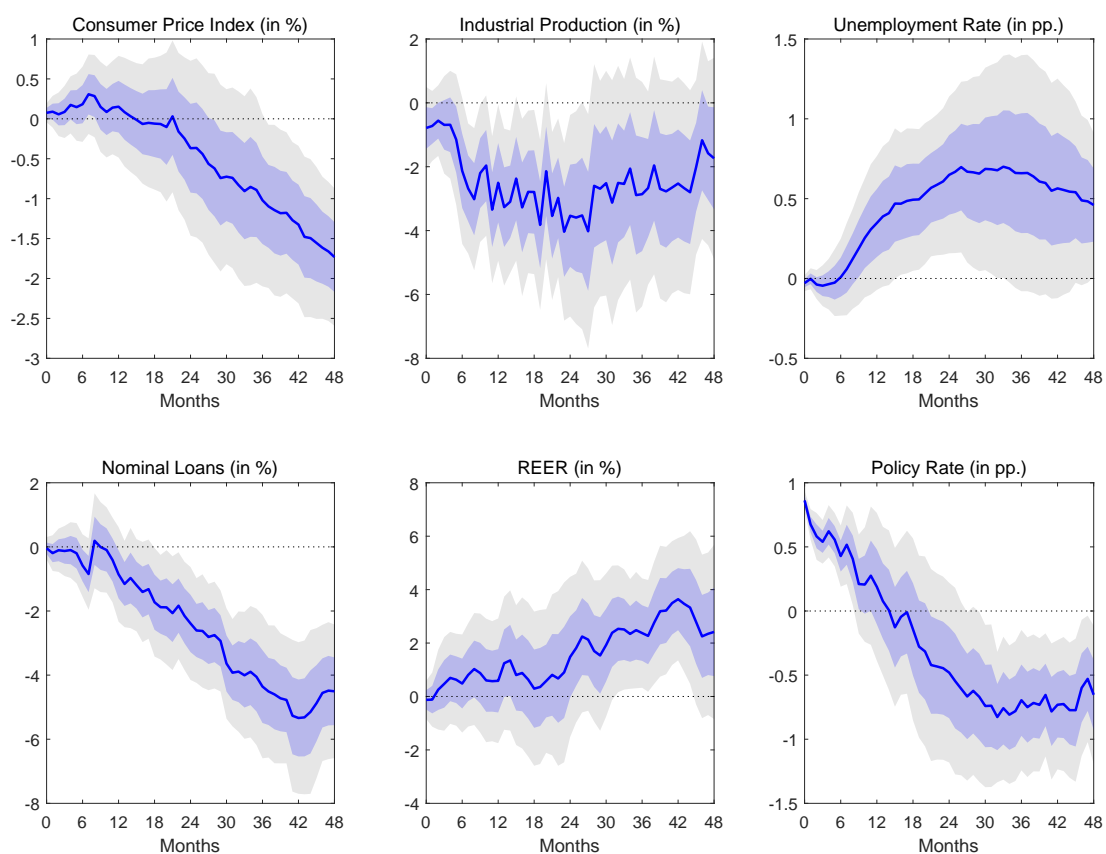 Consumer Price Index (in %)
1
0.5
0
-0.5
-1
-1.5
-2
-2.5
-3
0 6 12 18 24 30 36 42 48
Months
Industrial Production (in %)
2
0
-2
-4
-6
-8
0 6 12 18 24 30 36 42 48
Months
Unemployment Rate (in pp.)
1.5
1
0.5
0
-0.5
0 6 12 18 24 30 36 42 48
Months
Nominal Loans (in %)
2
0
-2
-4
-6
-8
0 6 12 18 24 30 36 42 48
Months
REER (in %)
8
6
4
2
0
-2
-4
0 6 12 18 24 30 36 42 48
Months
Policy Rate (in pp.)
1
0.5
0
-0.5
-1
-1.5
0 6 12 18 24 30 36 42 48
Months